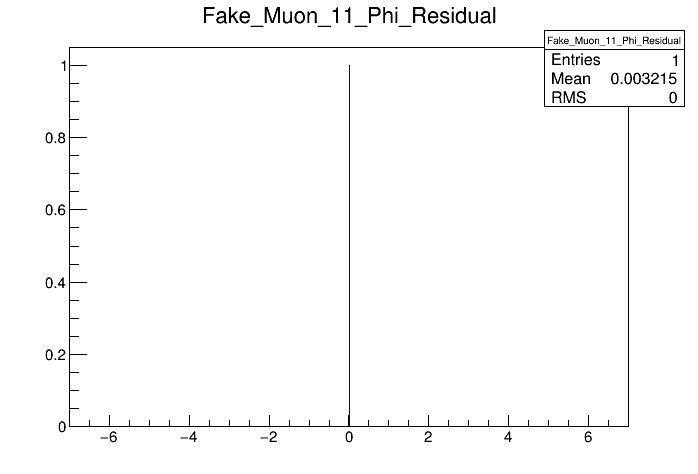 Fake_Muon_11_Phi_Residual
Fake_Muon_11_Phi_Residual
Entries 1
Mean 0.003215
RMS 0
1
0.8
0.6
0.4
0.2
0
−6 −4 −2 0 2 4 6